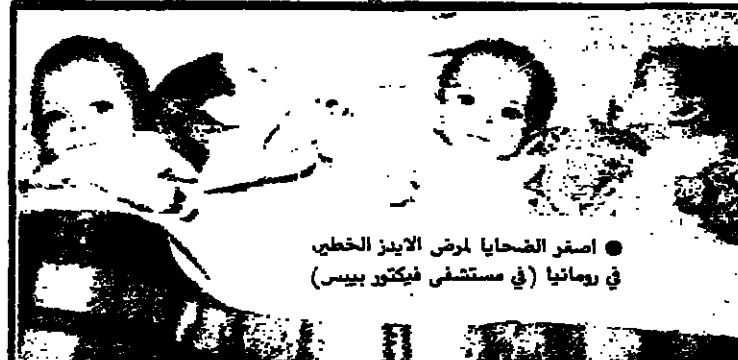 ● اصغر الضحايا لمرض الايدز الخطير
في رومانيا (في مستشفى فيكتور بيبس)